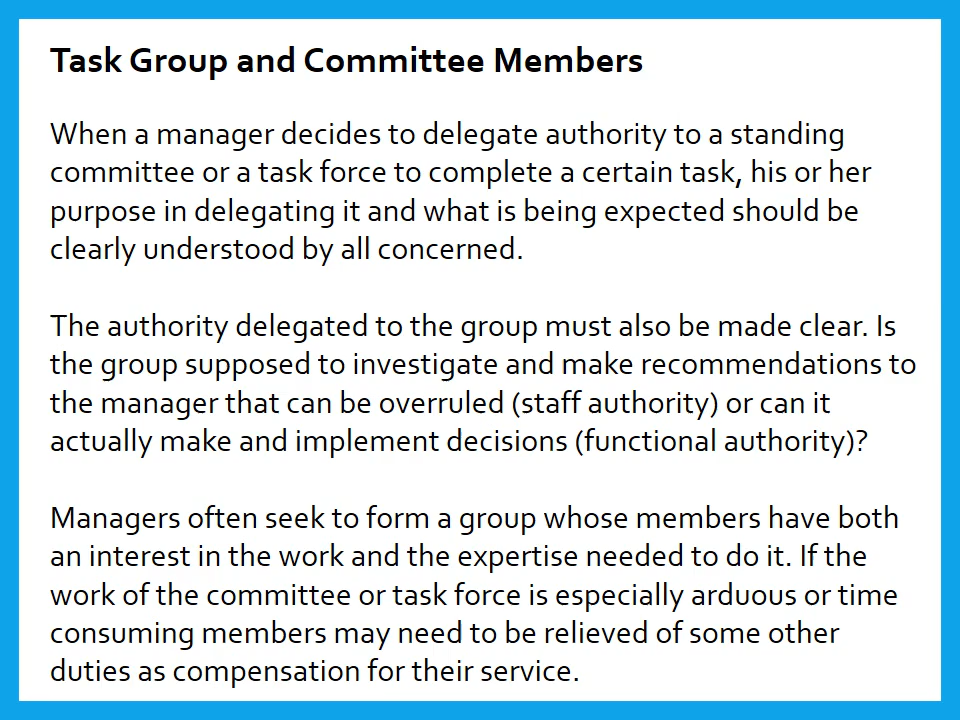 Task Group and Committee Members
When a manager decides to delegate authority to a standing
committee or a task force to complete a certain task, his or her
purpose in delegating it and what is being expected should be
clearly understood by all concerned.
The authority delegated to the group must also be made clear. Is
the group supposed to investigate and make recommendations to
the manager that can be overruled (staff authority) or can it
actually make and implement decisions (functional authority)?
Managers often seek to form a group whose members have both
an interest in the work and the expertise needed to do it. If the
work of the committee or task force is especially arduous or time
consuming members may need to be relieved of some other
duties as compensation for their service.